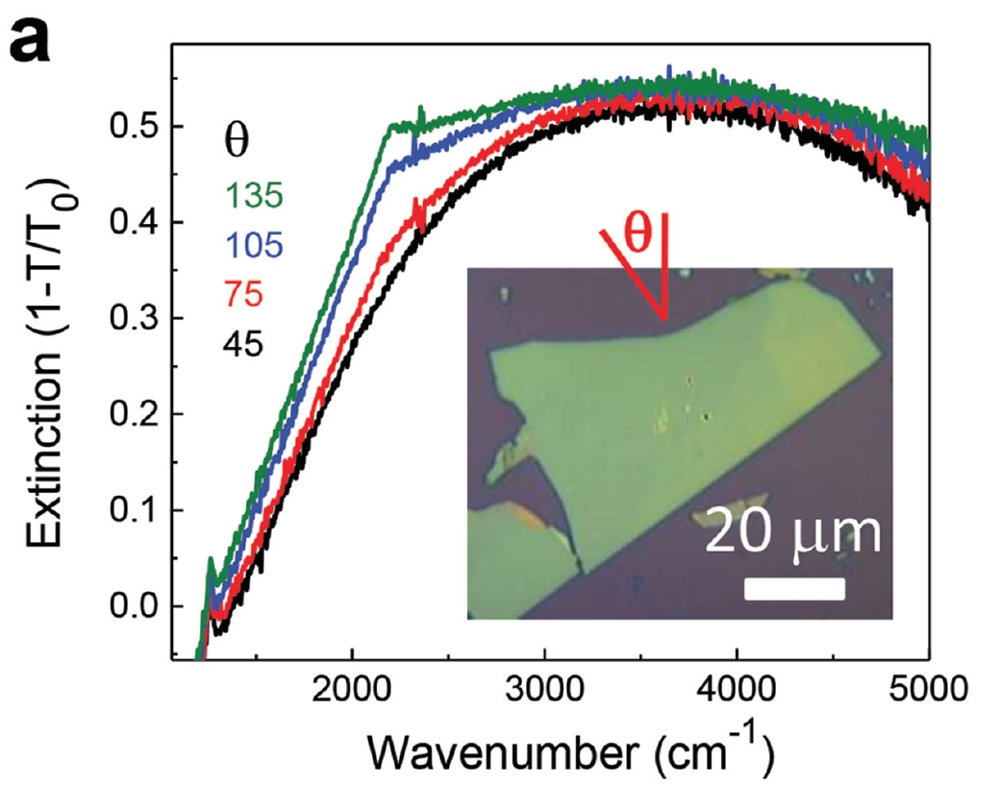 a
Extinction (1-T/T₀)
0.5
0.4
0.3
0.2
0.1
0.0
θ
135
105
75
45
θ
20 μm
2000 3000 4000 5000
Wavenumber (cm⁻¹)